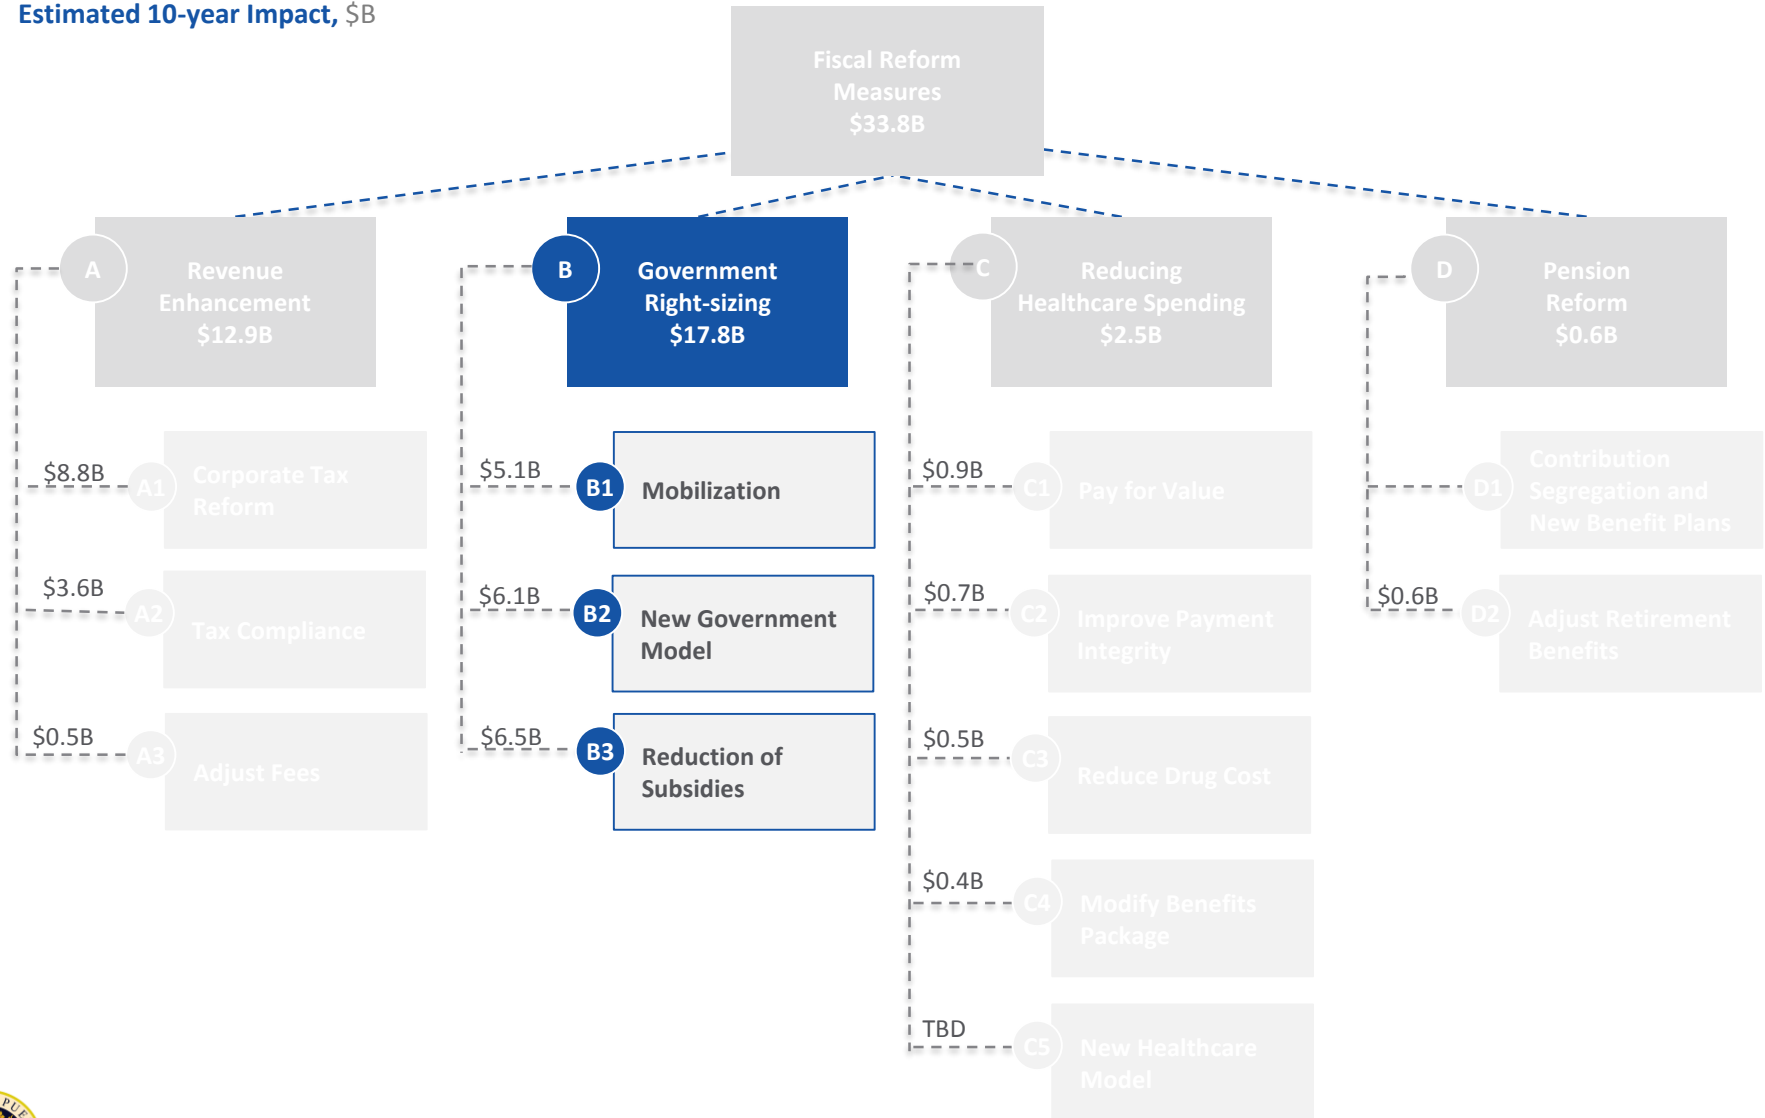 Estimated 10-year Impact, $B
Fiscal Reform
Measures
$33.8B
A
Revenue
Enhancement
$12.9B
$8.8B
A1
Corporate Tax
Reform
$3.6B
A2
Tax Compliance
$0.5B
A3
Adjust Fees
B
Government
Right-sizing
$17.8B
$5.1B
B1
Mobilization
$6.1B
B2
New Government
Model
$6.5B
B3
Reduction of
Subsidies
C
Reducing
Healthcare Spending
$2.5B
$0.9B
C1
Pay for Value
$0.7B
C2
Improve Payment
Integrity
$0.5B
C3
Reduce Drug Cost
$0.4B
C4
Modify Benefits
Package
TBD
C5
New Healthcare
Model
D
Pension
Reform
$0.6B
D1
Contribution
Segregation and
New Benefit Plans
$0.6B
D2
Adjust Retirement
Benefits